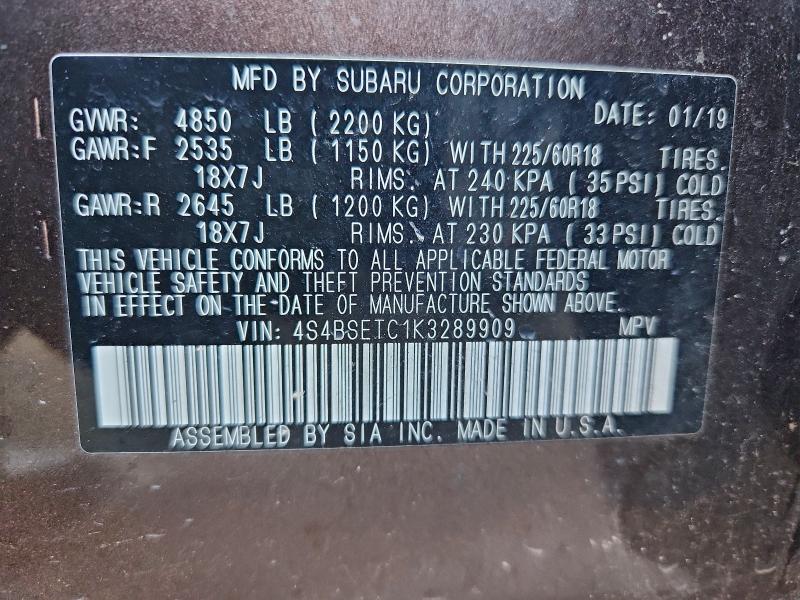 MFD BY SUBARU CORPORATION
DATE: 01/19
GVWR: 4850 LB (2200 KG)
GAWR:F 2535 LB (1150 KG) WITH 225/60R18 TIRES.
18X7J RIMS. AT 240 KPA (35 PSI) COLD
GAWR:R 2645 LB (1200 KG) WITH 225/60R18 TIRES.
18X7J RIMS. AT 230 KPA (33 PSI) COLD
THIS VEHICLE CONFORMS TO ALL APPLICABLE FEDERAL MOTOR
VEHICLE SAFETY AND THEFT PREVENTION STANDARDS
IN EFFECT ON THE DATE OF MANUFACTURE SHOWN ABOVE.
VIN: 4S4BSETC1K3289909 MPV
ASSEMBLED BY SIA INC. MADE IN U.S.A.